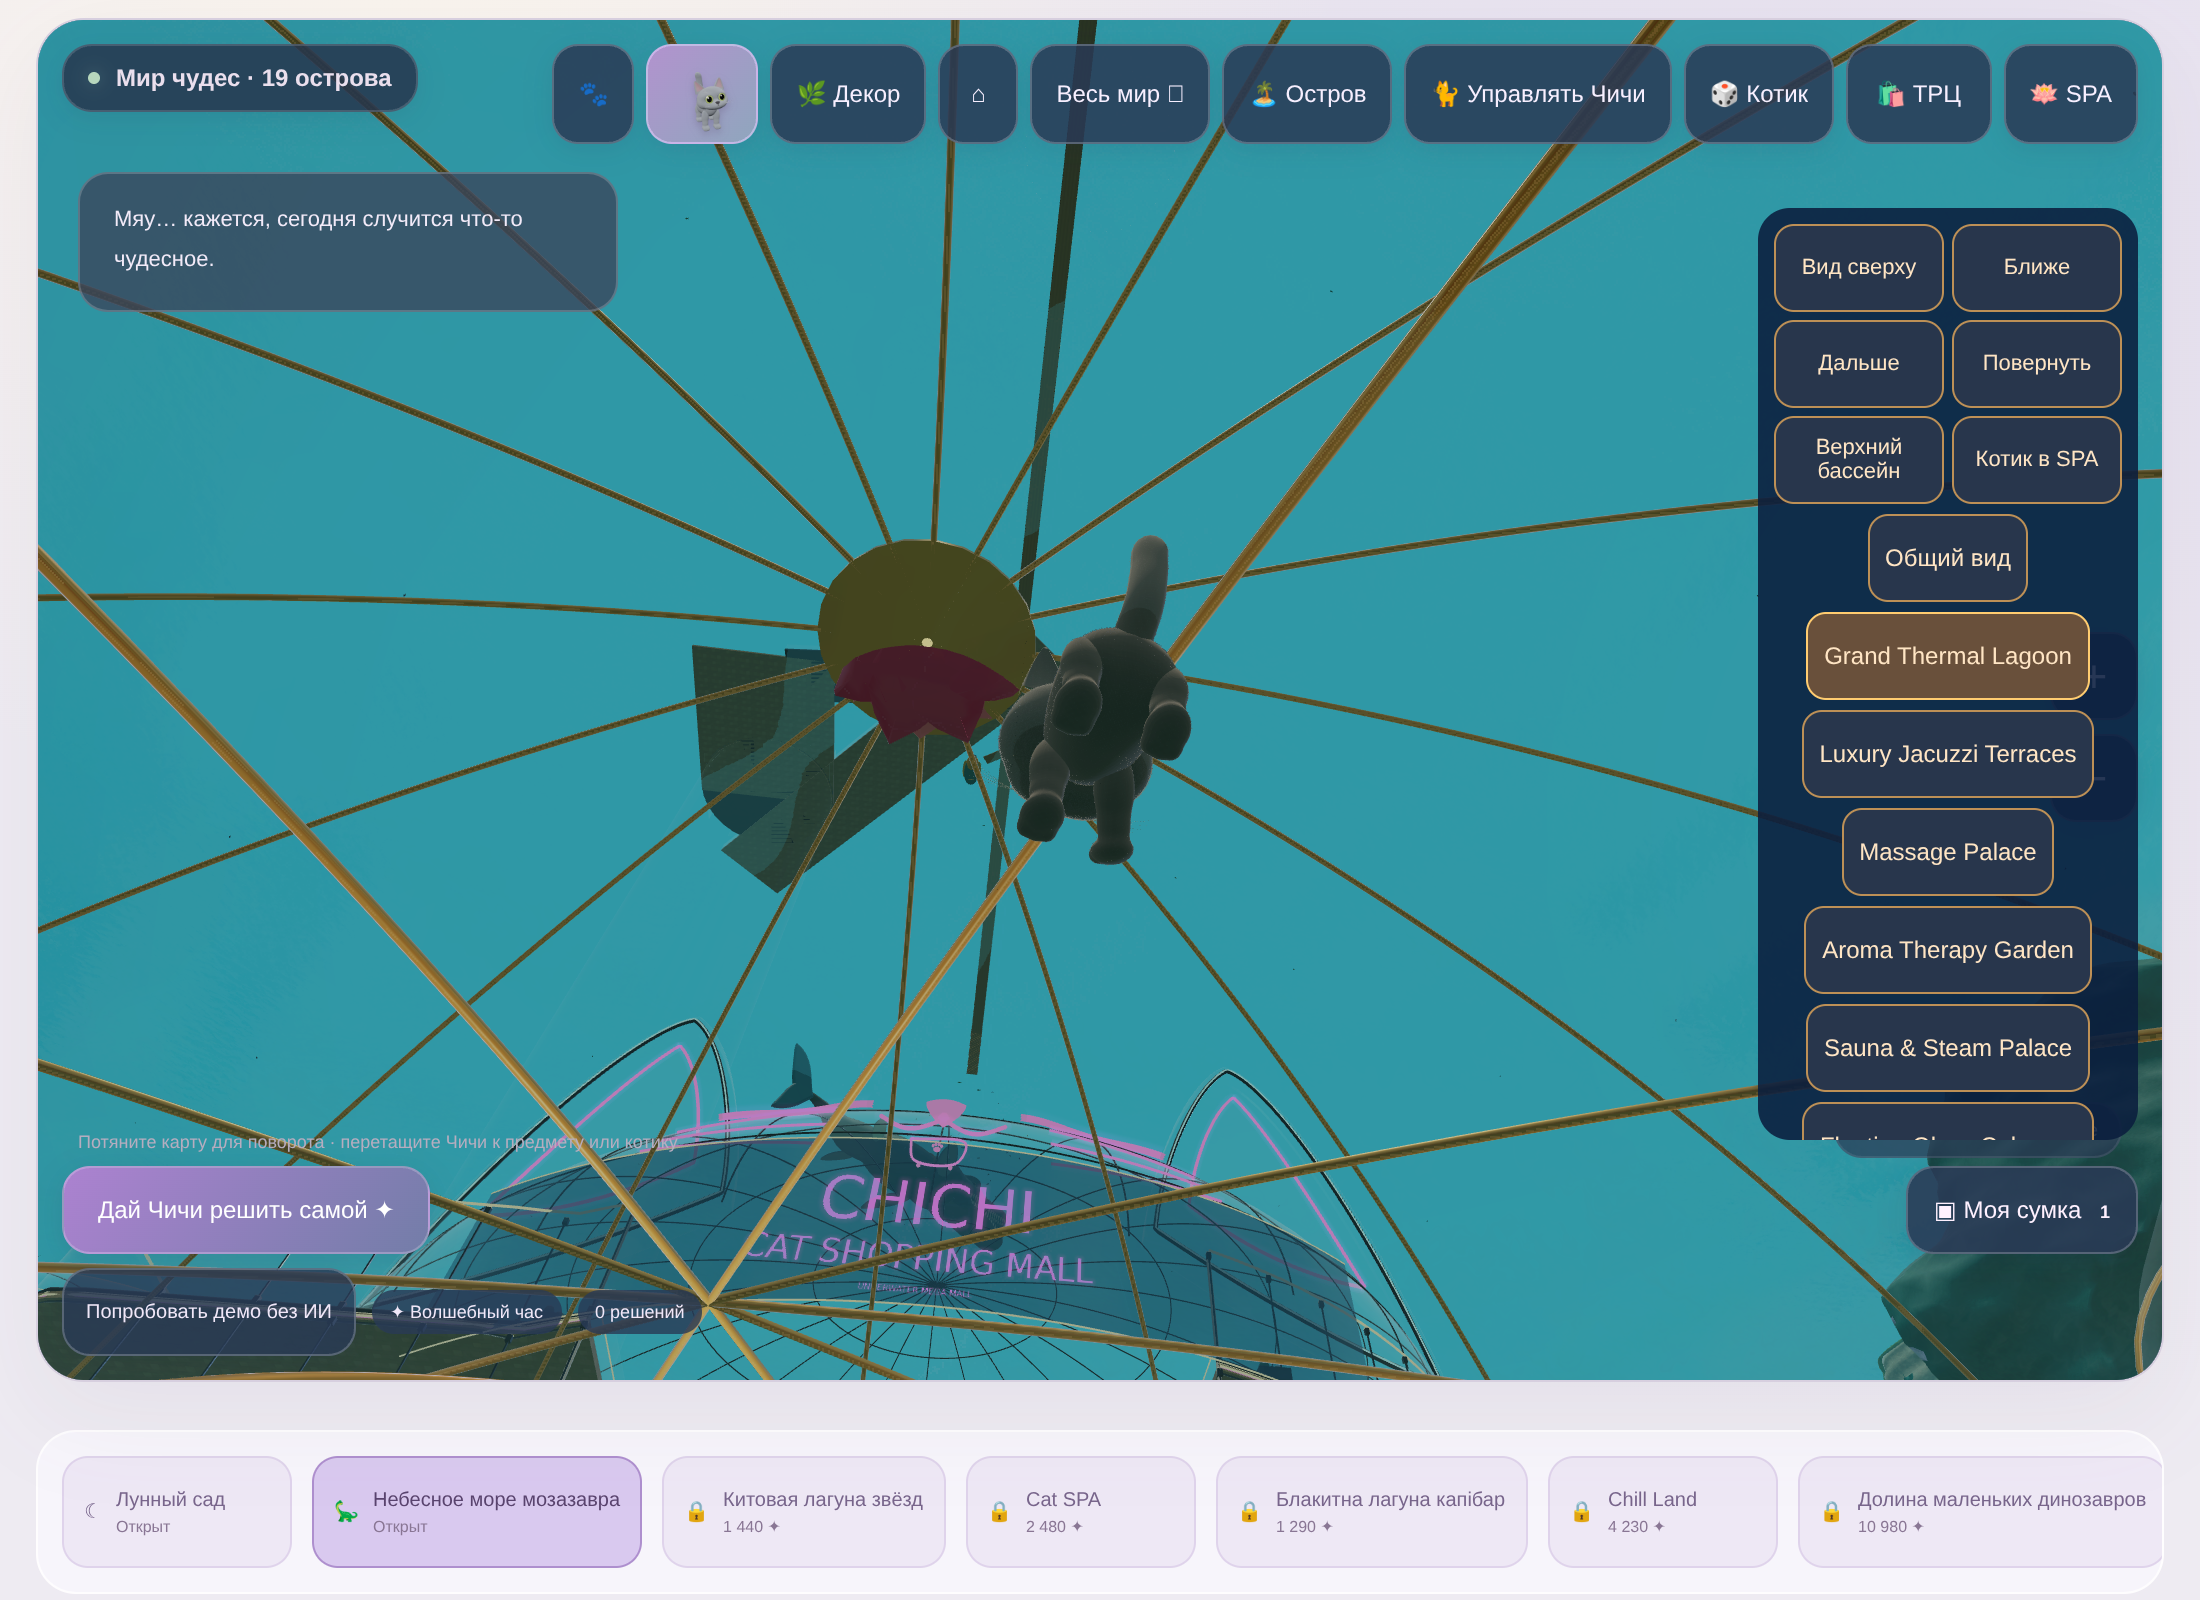 Мир чудес · 19 острова
🌿 Декор
Весь мир
🏝️ Остров
🐈 Управлять Чичи
🎲 Котик
🛍️ ТРЦ
🪷 SPA
Мяу… кажется, сегодня случится что-то
чудесное.
Вид сверху
Ближе
Дальше
Повернуть
Верхний
бассейн
Котик в SPA
Общий вид
Grand Thermal Lagoon
Luxury Jacuzzi Terraces
Massage Palace
Aroma Therapy Garden
Sauna & Steam Palace
CHICHI
CAT SHOPPING MALL
UNDERWATER MEGA MALL
Потяните карту для поворота · перетащите Чичи к предмету или котику
Дай Чичи решить самой ✦
▣ Моя сумка 1
Попробовать демо без ИИ
✦ Волшебный час
0 решений
☾ Лунный сад
Открыт
🦕 Небесное море мозазавра
Открыт
🔒 Китовая лагуна звёзд
1 440 ✦
🔒 Cat SPA
2 480 ✦
🔒 Блакитна лагуна капібар
1 290 ✦
🔒 Chill Land
4 230 ✦
🔒 Долина маленьких динозавров
10 980 ✦